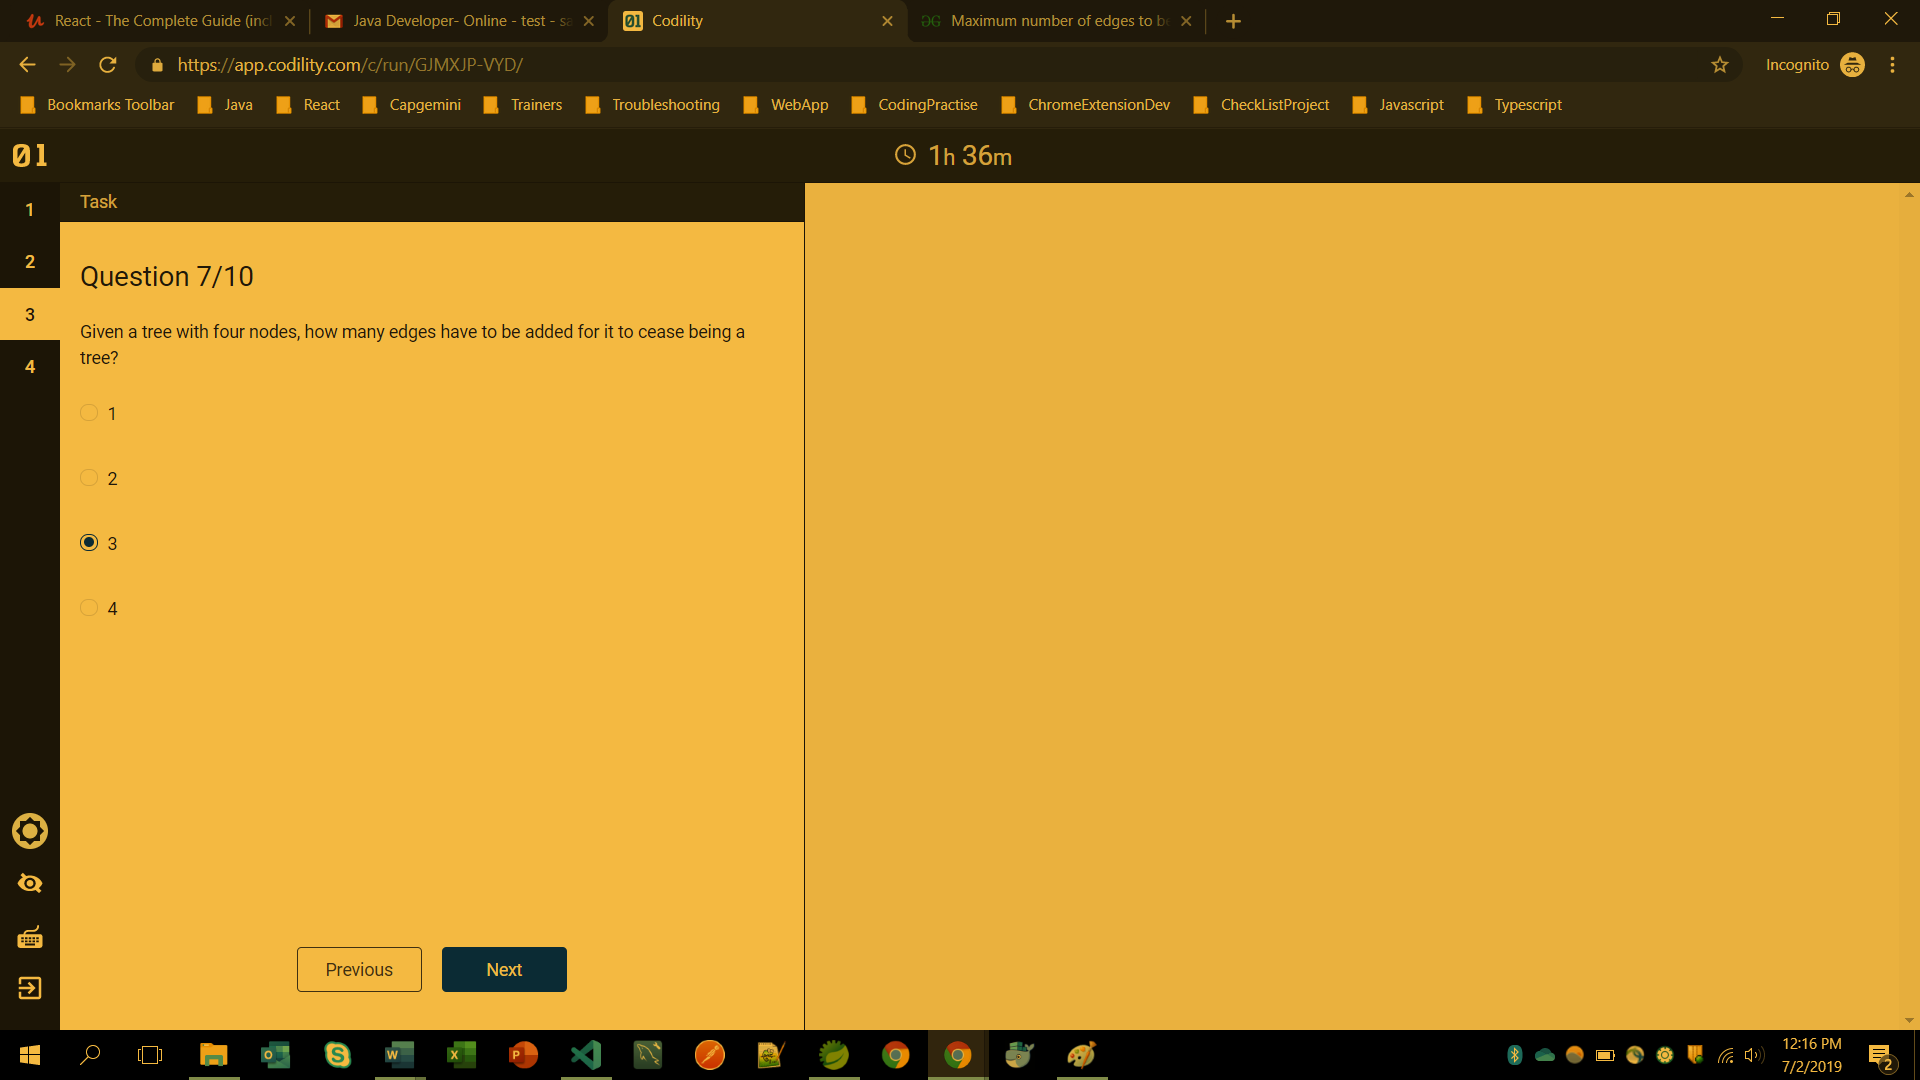 React - The Complete Guide (incl
Java Developer- Online - test - sa
Codility
Maximum number of edges to be
https://app.codility.com/c/run/GJMXJP-VYD/
Incognito
Bookmarks Toolbar
Java
React
Capgemini
Trainers
Troubleshooting
WebApp
CodingPractise
ChromeExtensionDev
CheckListProject
Javascript
Typescript
01
1h 36m
1
2
3
4
Task
Question 7/10
Given a tree with four nodes, how many edges have to be added for it to cease being a
tree?
1
2
3
4
Previous
Next
12:16 PM
7/2/2019
2